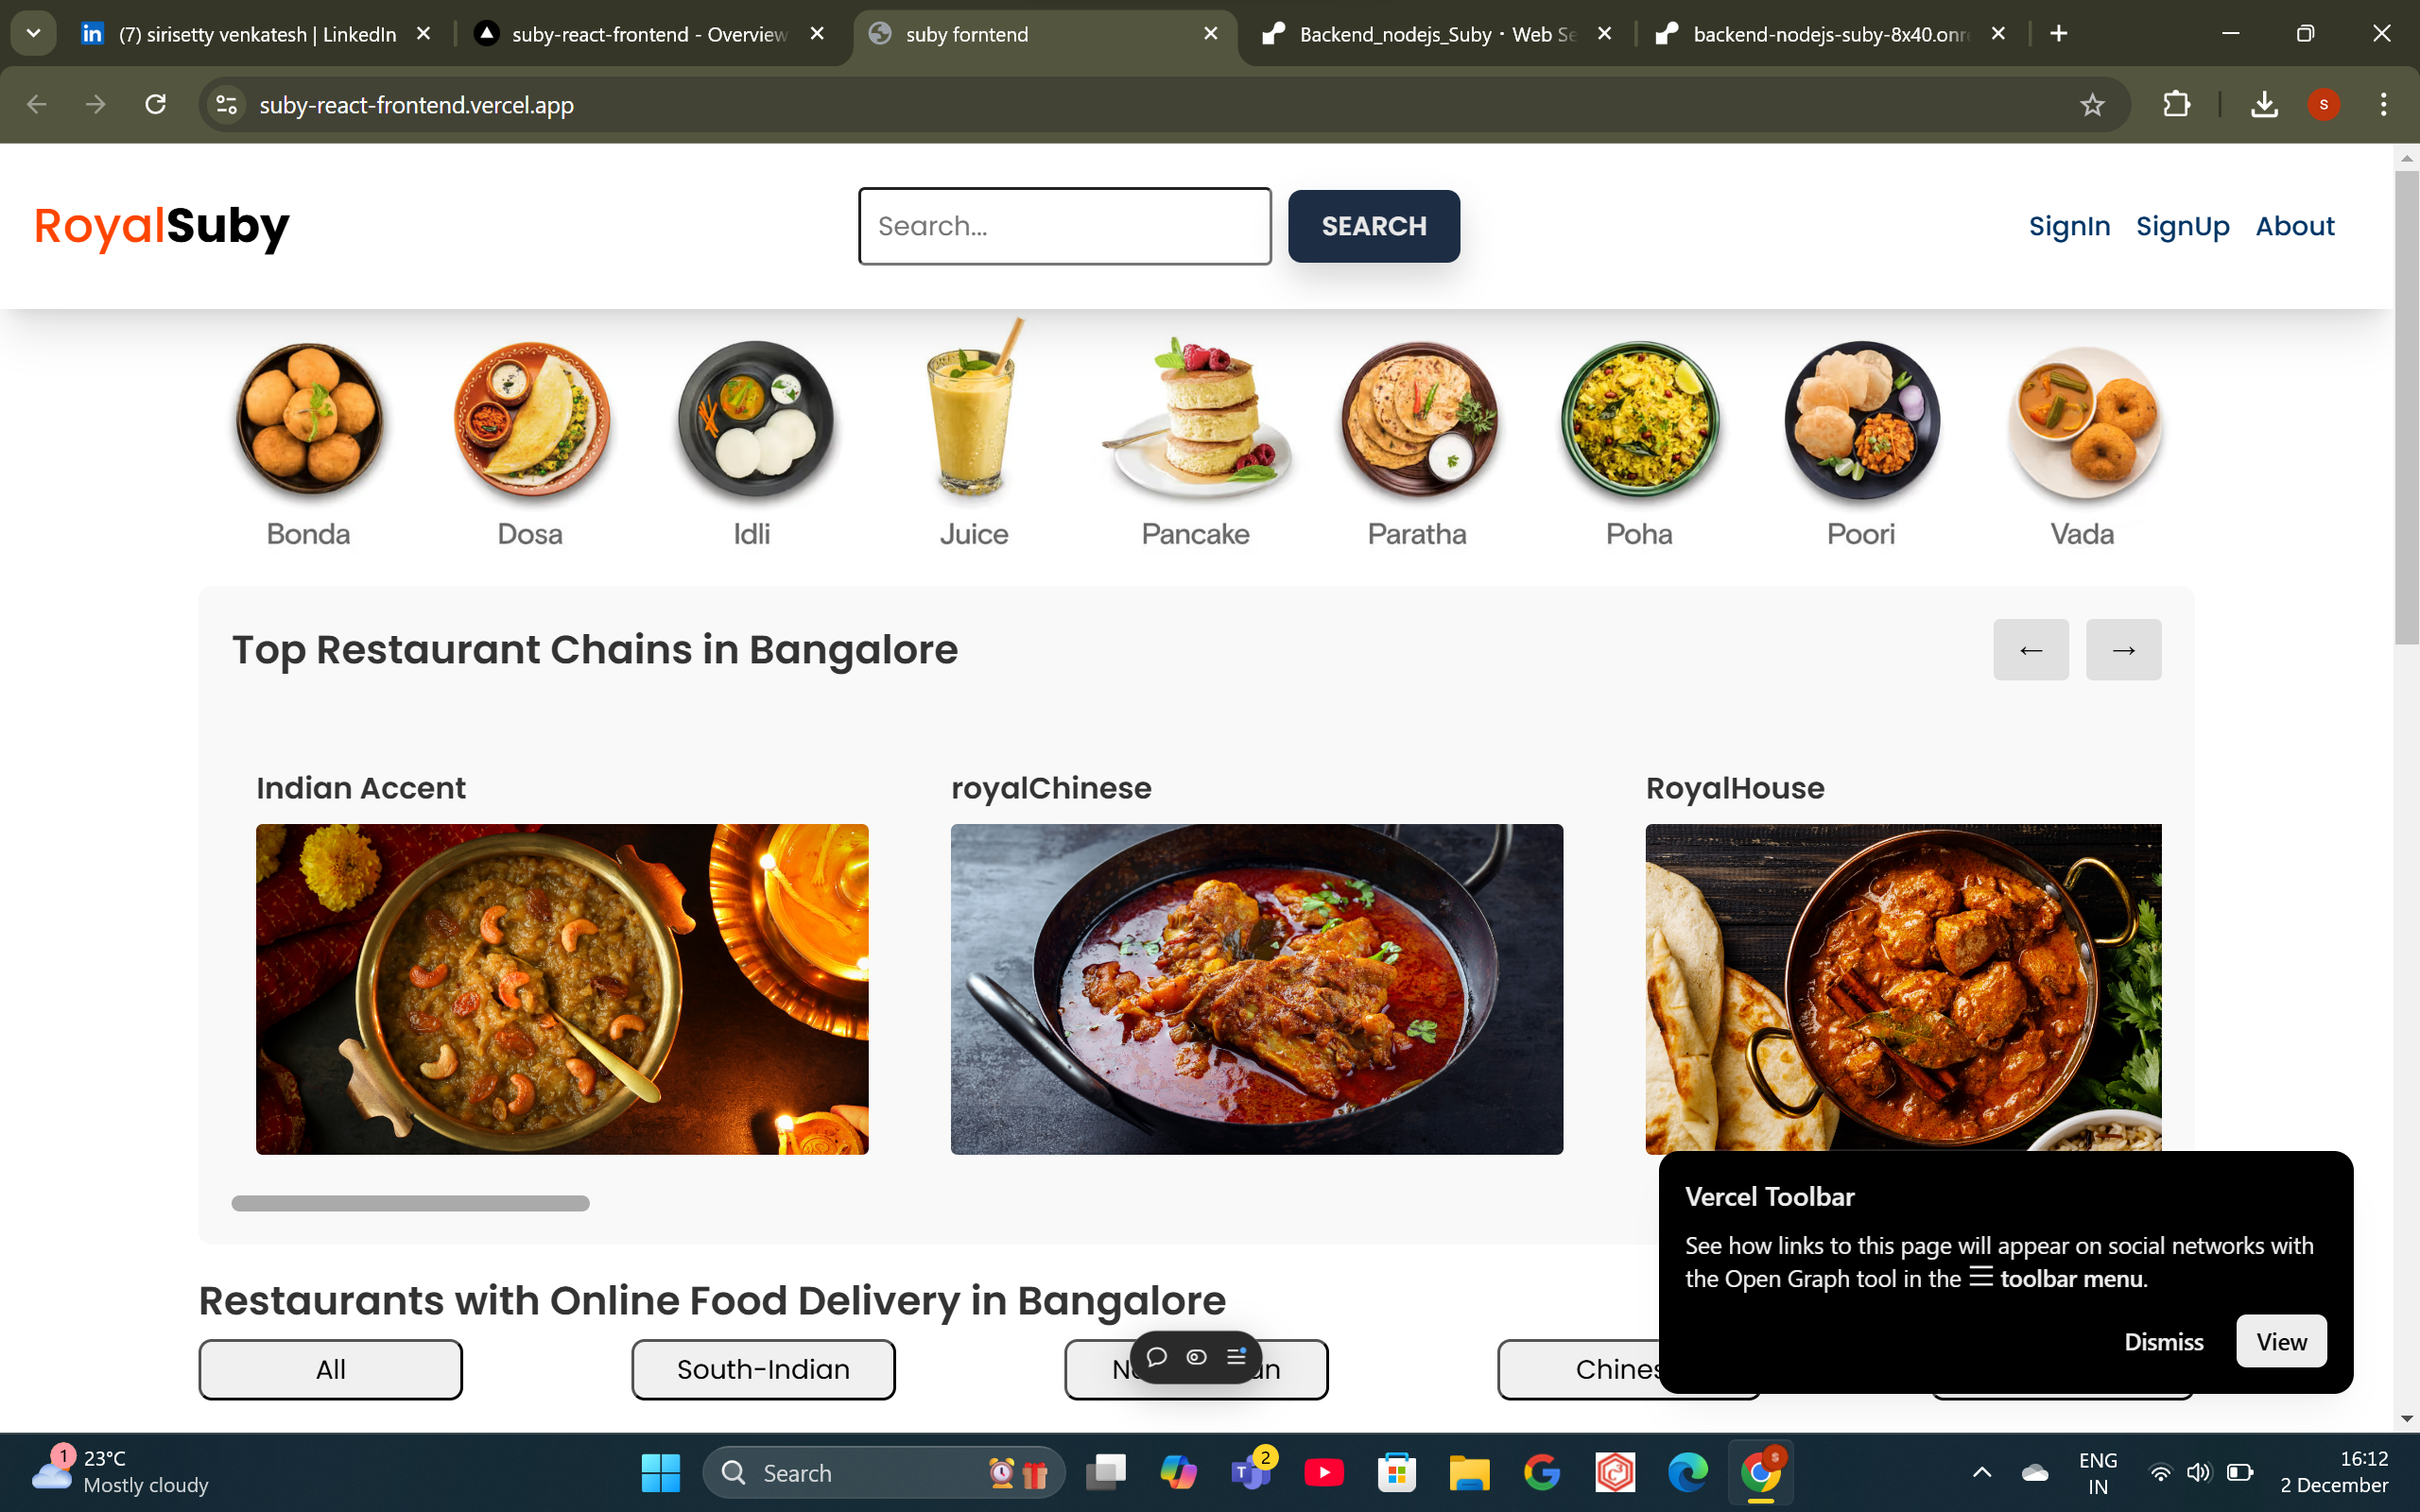 (7) sirisetty venkatesh | LinkedIn
suby-react-frontend - Overview
suby forntend
Backend_nodejs_Suby · Web Se
backend-nodejs-suby-8x40.onr
suby-react-frontend.vercel.app
s
RoyalSuby
Search...
SEARCH
SignIn SignUp About
Bonda Dosa Idli Juice Pancake Paratha Poha Poori Vada
Top Restaurant Chains in Bangalore
← →
Indian Accent
royalChinese
RoyalHouse
Vercel Toolbar
See how links to this page will appear on social networks with
the Open Graph tool in the ☰ toolbar menu.
Dismiss View
Restaurants with Online Food Delivery in Bangalore
All South-Indian
1
23°C
Mostly cloudy
Search
2
ENG
IN
16:12
2 December